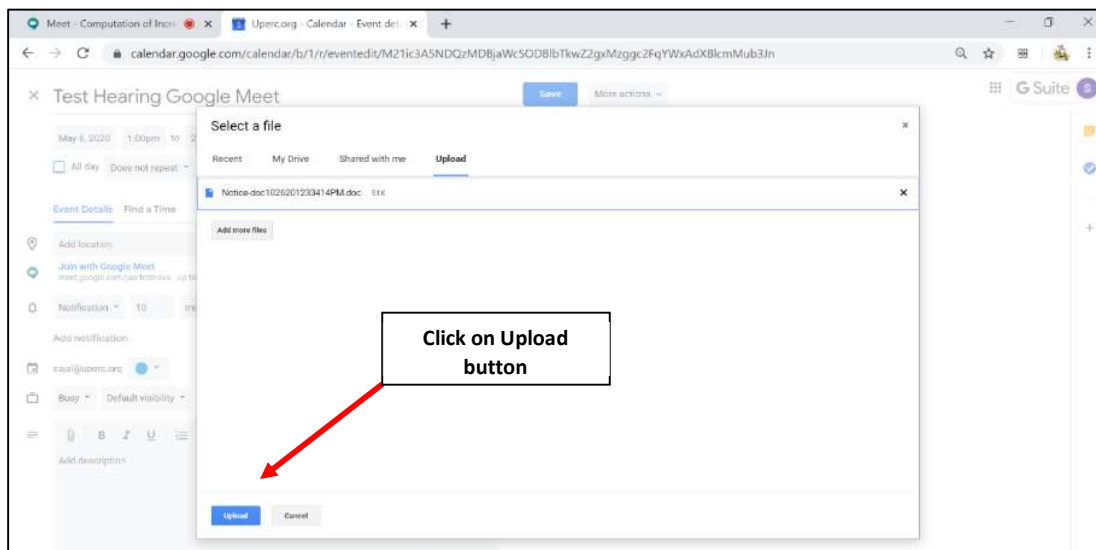 Meet - Computation of Incre
Uperc.org - Calendar - Event det
calendar.google.com/calendar/b/1/r/eventedit/
Test Hearing Google Meet
Save
More actions
G Suite
S
May 6, 2020 1:00pm to 2
All day Does not repeat
Event Details Find a Time
Add location
Join with Google Meet
Notification 10
Add notification
sajal@uperc.org
Busy Default visibility
B I U
Add description
Select a file
Recent My Drive Shared with me Upload
Notice-doc1026201233414PM.doc 51K
Add more files
Click on Upload
button
Upload Cancel